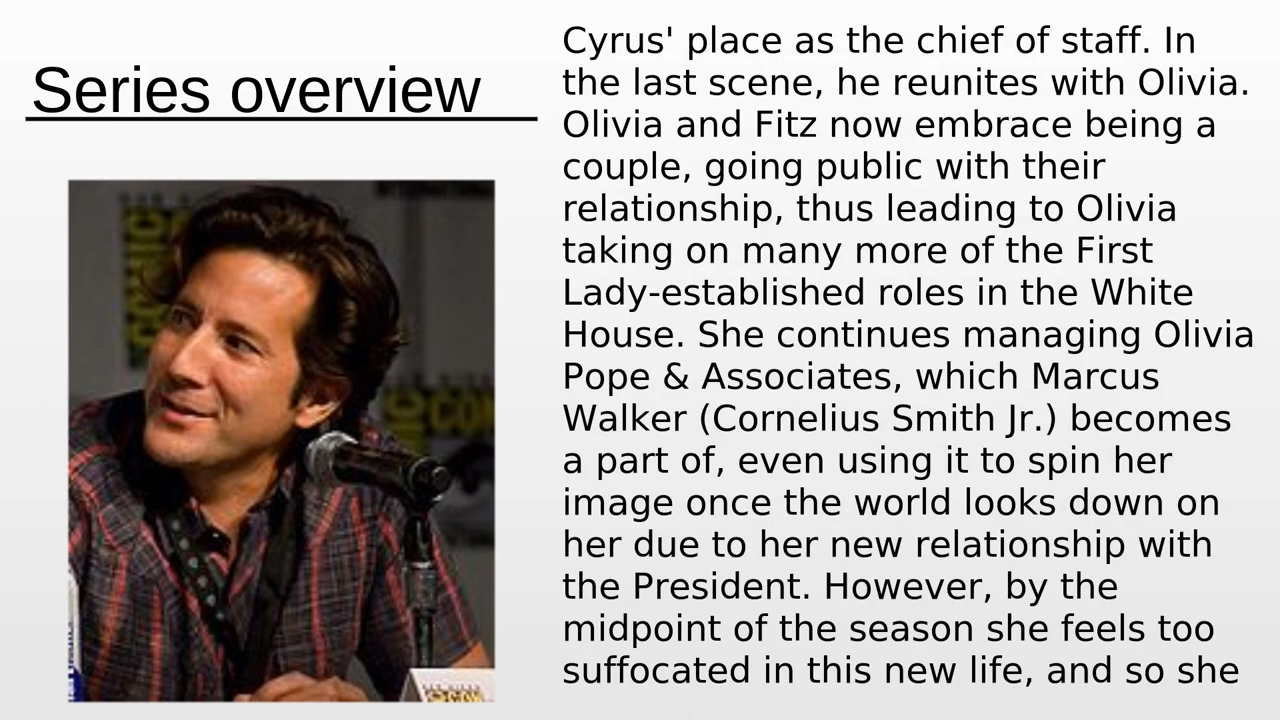 Series overview
Cyrus' place as the chief of staff. In
the last scene, he reunites with Olivia.
Olivia and Fitz now embrace being a
couple, going public with their
relationship, thus leading to Olivia
taking on many more of the First
Lady-established roles in the White
House. She continues managing Olivia
Pope & Associates, which Marcus
Walker (Cornelius Smith Jr.) becomes
a part of, even using it to spin her
image once the world looks down on
her due to her new relationship with
the President. However, by the
midpoint of the season she feels too
suffocated in this new life, and so she